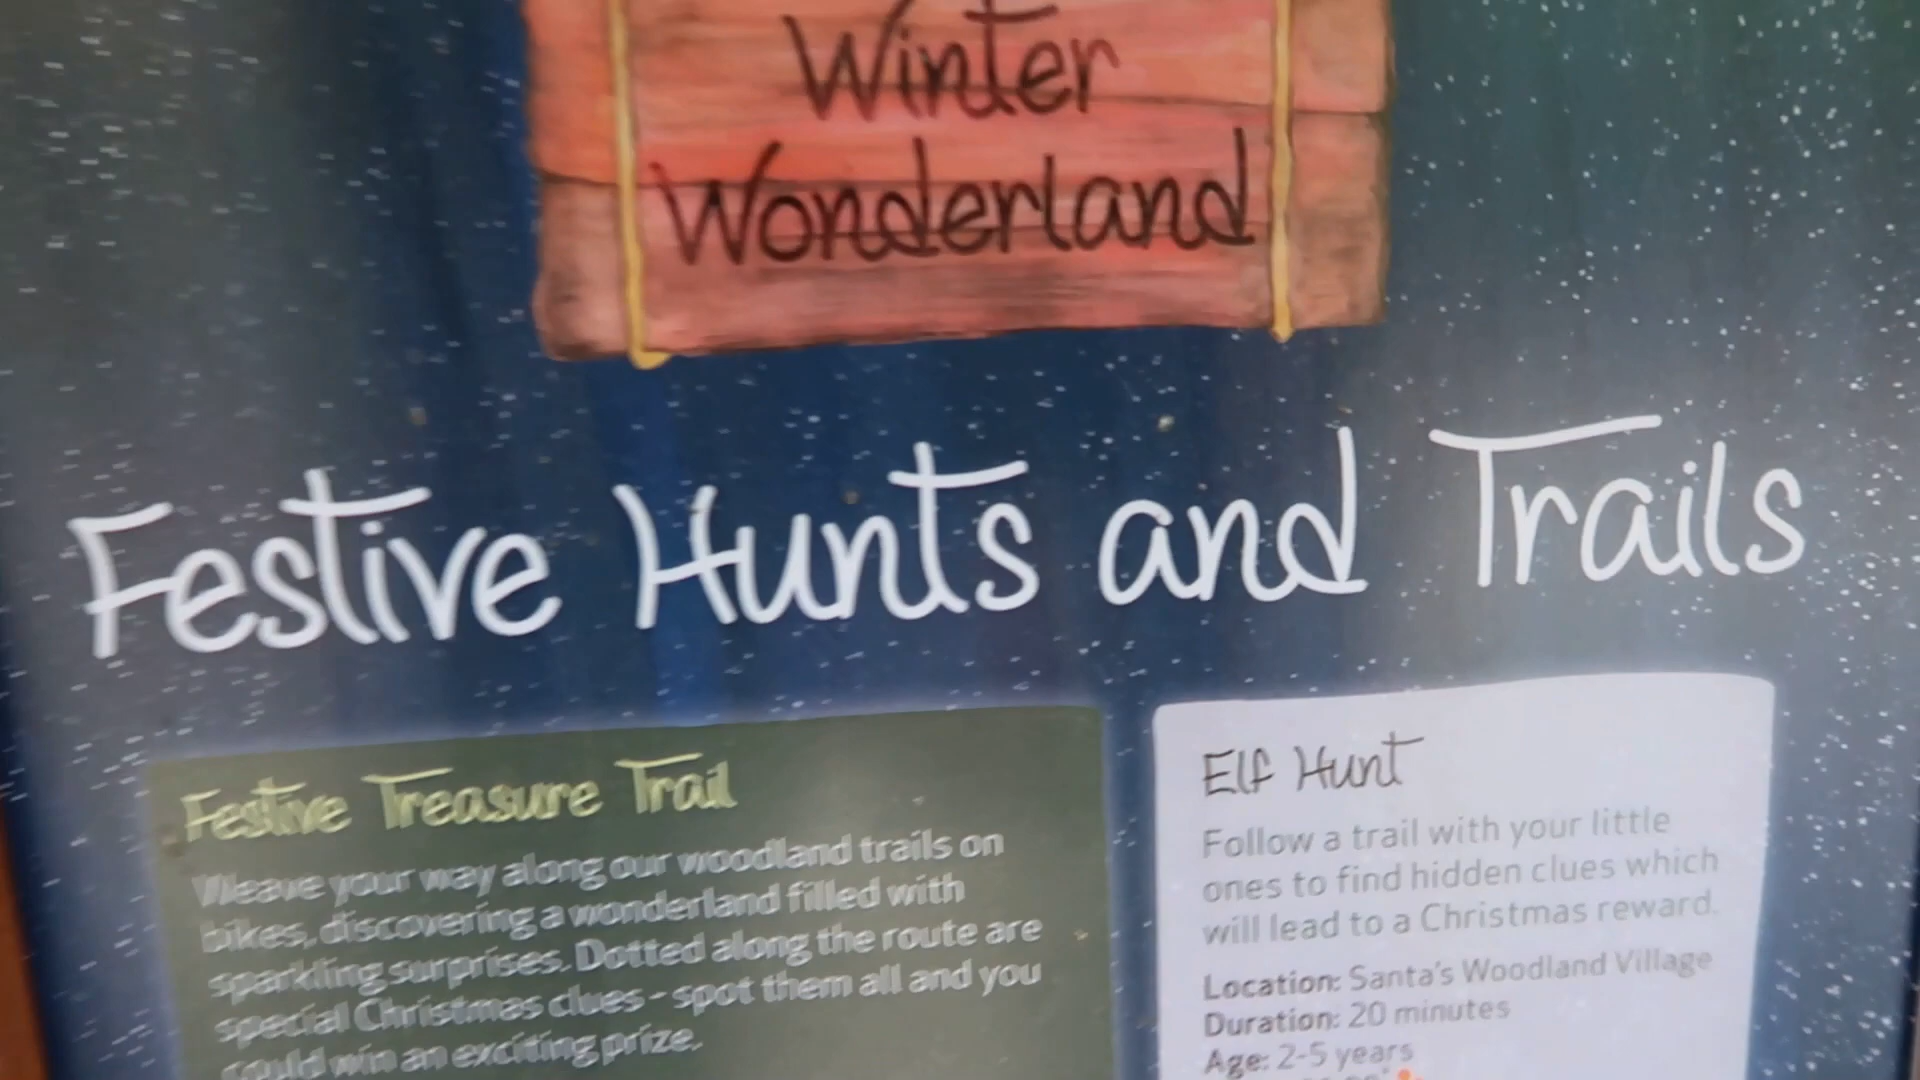 Winter
Wonderland
Festive Hunts and Trails
Festive Treasure Trail
Weave your way along our woodland trails on
bikes, discovering a wonderland filled with
sparkling surprises. Dotted along the route are
special Christmas clues - spot them all and you
could win an exciting prize.
Elf Hunt
Follow a trail with your little
ones to find hidden clues which
will lead to a Christmas reward.
Location: Santa's Woodland Village
Duration: 20 minutes
Age: 2-5 years